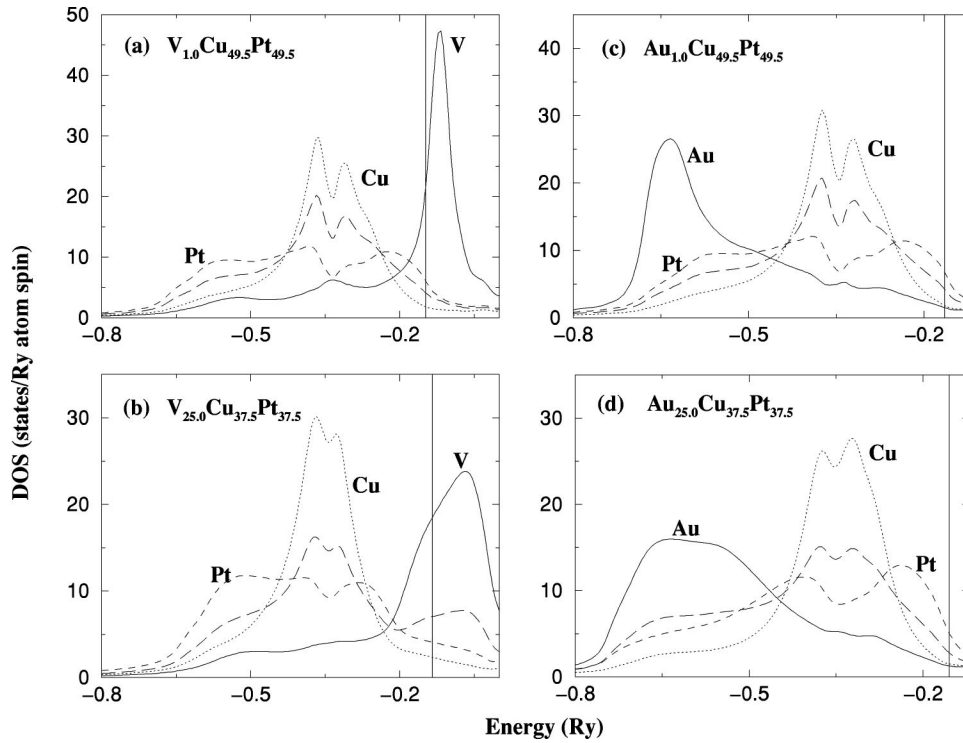 DOS (states/Ry atom spin)
(a) V1.0Cu49.5Pt49.5
V
Cu
Pt
50
40
30
20
10
0
−0.8 −0.5 −0.2
(c) Au1.0Cu49.5Pt49.5
Au
Cu
Pt
40
30
20
10
0
−0.8 −0.5 −0.2
(b) V25.0Cu37.5Pt37.5
V
Cu
Pt
30
20
10
0
−0.8 −0.5 −0.2
(d) Au25.0Cu37.5Pt37.5
Cu
Au
Pt
30
20
10
0
−0.8 −0.5 −0.2
Energy (Ry)